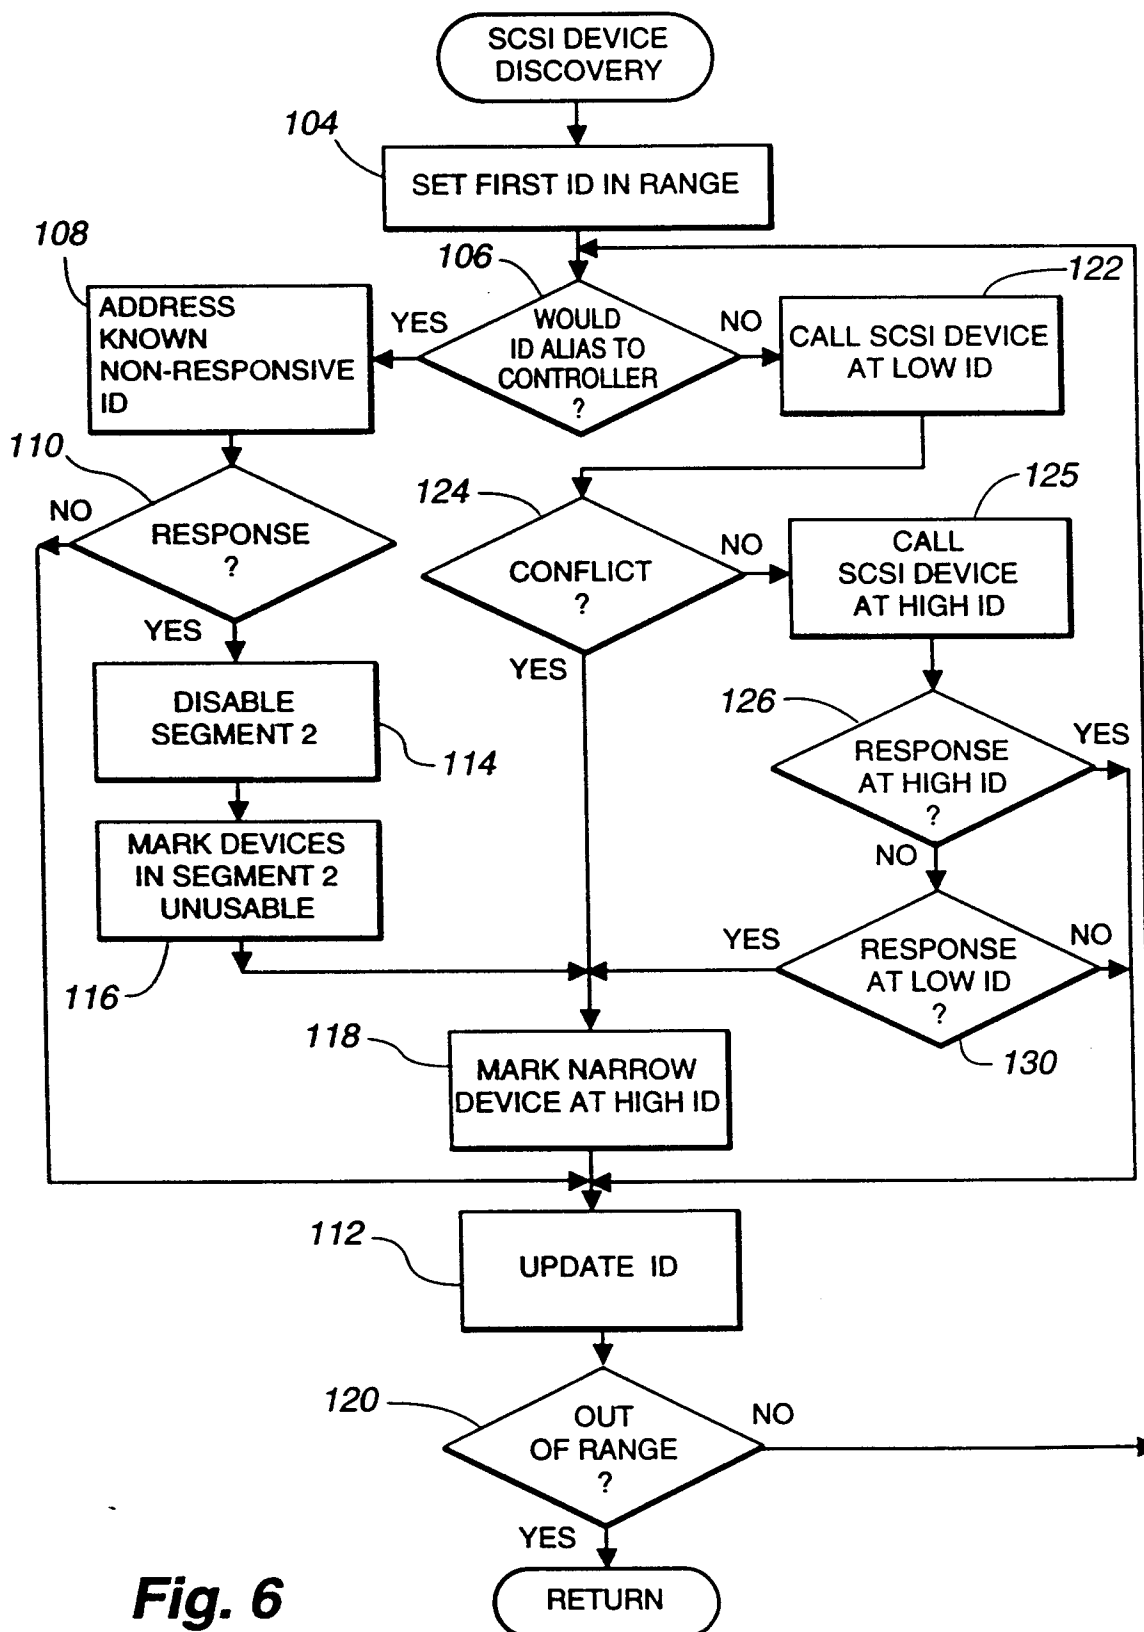 SCSI DEVICE
DISCOVERY
104
SET FIRST ID IN RANGE
108
106
122
ADDRESS
KNOWN
NON-RESPONSIVE
ID
YES
WOULD
ID ALIAS TO
CONTROLLER
?
NO
CALL SCSI DEVICE
AT LOW ID
110
NO
RESPONSE
?
YES
124
CONFLICT
?
NO
YES
125
CALL
SCSI DEVICE
AT HIGH ID
DISABLE
SEGMENT 2
114
126
RESPONSE
AT HIGH ID
?
YES
NO
MARK DEVICES
IN SEGMENT 2
UNUSABLE
116
YES
RESPONSE
AT LOW ID
?
NO
130
118
MARK NARROW
DEVICE AT HIGH ID
112
UPDATE ID
120
OUT
OF RANGE
?
NO
YES
RETURN
Fig. 6